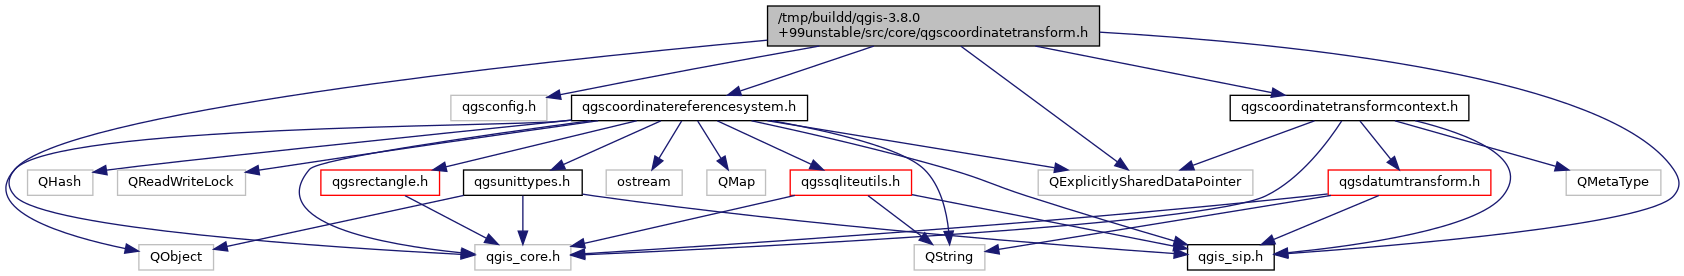 /tmp/buildd/qgis-3.8.0
+99unstable/src/core/qgscoordinatetransform.h
qgsconfig.h
qgscoordinatereferencesystem.h
qgscoordinatetransformcontext.h
QHash
QReadWriteLock
qgsrectangle.h
qgsunittypes.h
ostream
QMap
qgssqliteutils.h
QExplicitlySharedDataPointer
qgsdatumtransform.h
QMetaType
QObject
qgis_core.h
QString
qgis_sip.h